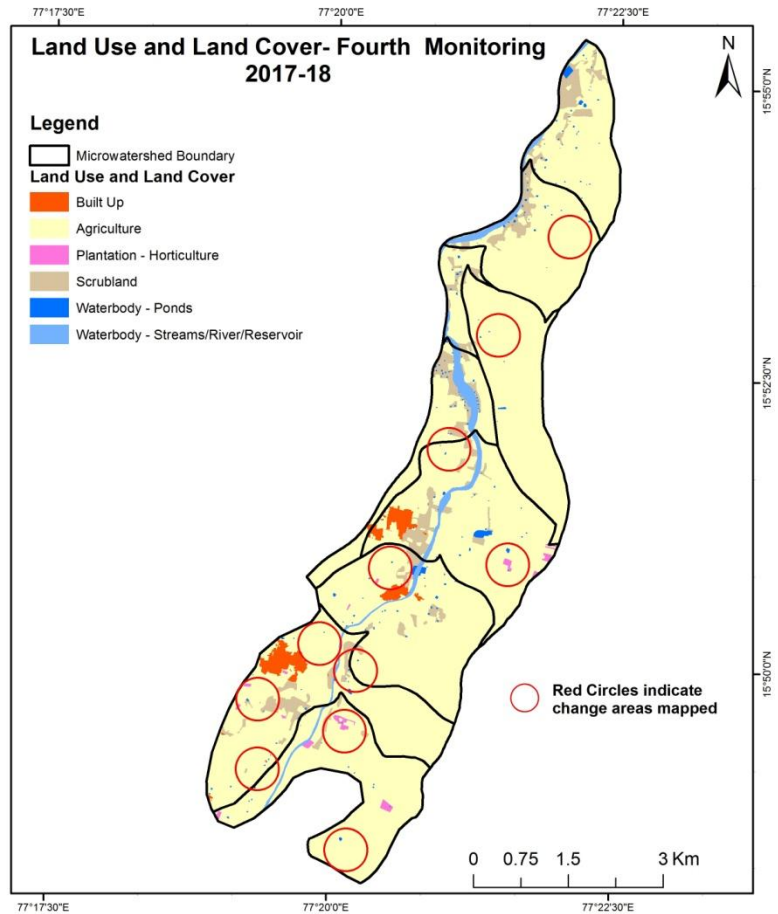 77°17'30"E 77°20'0"E 77°22'30"E
Land Use and Land Cover- Fourth Monitoring
2017-18
N
15°55'0"N
Legend
Microwatershed Boundary
Land Use and Land Cover
Built Up
Agriculture
Plantation - Horticulture
Scrubland
Waterbody - Ponds
Waterbody - Streams/River/Reservoir
15°52'30"N
15°50'0"N
Red Circles indicate
change areas mapped
0 0.75 1.5 3 Km
77°17'30"E 77°20'0"E 77°22'30"E